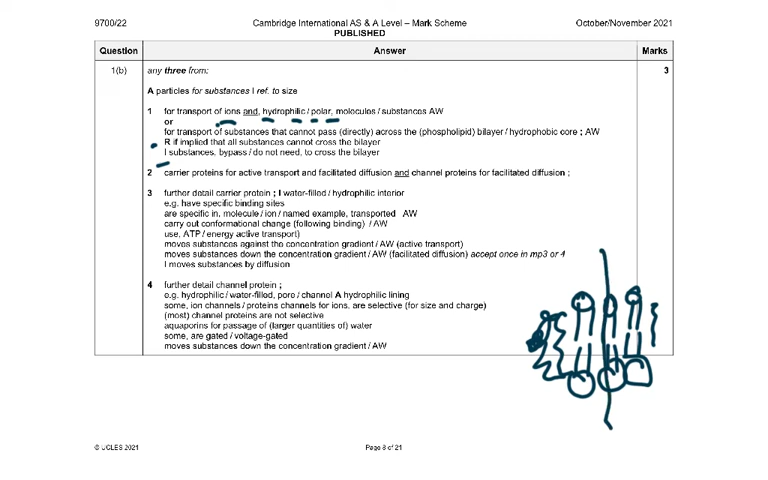 9700/22 Cambridge International AS & A Level – Mark Scheme October/November 2021
PUBLISHED
Question Answer Marks
1(b) any three from: 3
A particles for substances I ref. to size
1 for transport of ions and, hydrophilic / polar, molecules / substances AW
or
for transport of substances that cannot pass (directly) across the (phospholipid) bilayer / hydrophobic core ; AW
R if implied that all substances cannot cross the bilayer
I substances, bypass / do not need, to cross the bilayer
2 carrier proteins for active transport and facilitated diffusion and channel proteins for facilitated diffusion ;
3 further detail carrier protein ; I water-filled / hydrophilic interior
e.g. have specific binding sites
are specific in, molecule / ion / named example, transported AW
carry out conformational change (following binding) / AW
use, ATP / energy active transport)
moves substances against the concentration gradient / AW (active transport)
moves substances down the concentration gradient / AW (facilitated diffusion) accept once in mp3 or 4
I moves substances by diffusion
4 further detail channel protein ;
e.g. hydrophilic / water-filled, pore / channel A hydrophilic lining
some, ion channels / proteins channels for ions, are selective (for size and charge)
(most) channel proteins are not selective
aquaporins for passage of (larger quantities of) water
some, are gated / voltage-gated
moves substances down the concentration gradient / AW
© UCLES 2021 Page 8 of 21